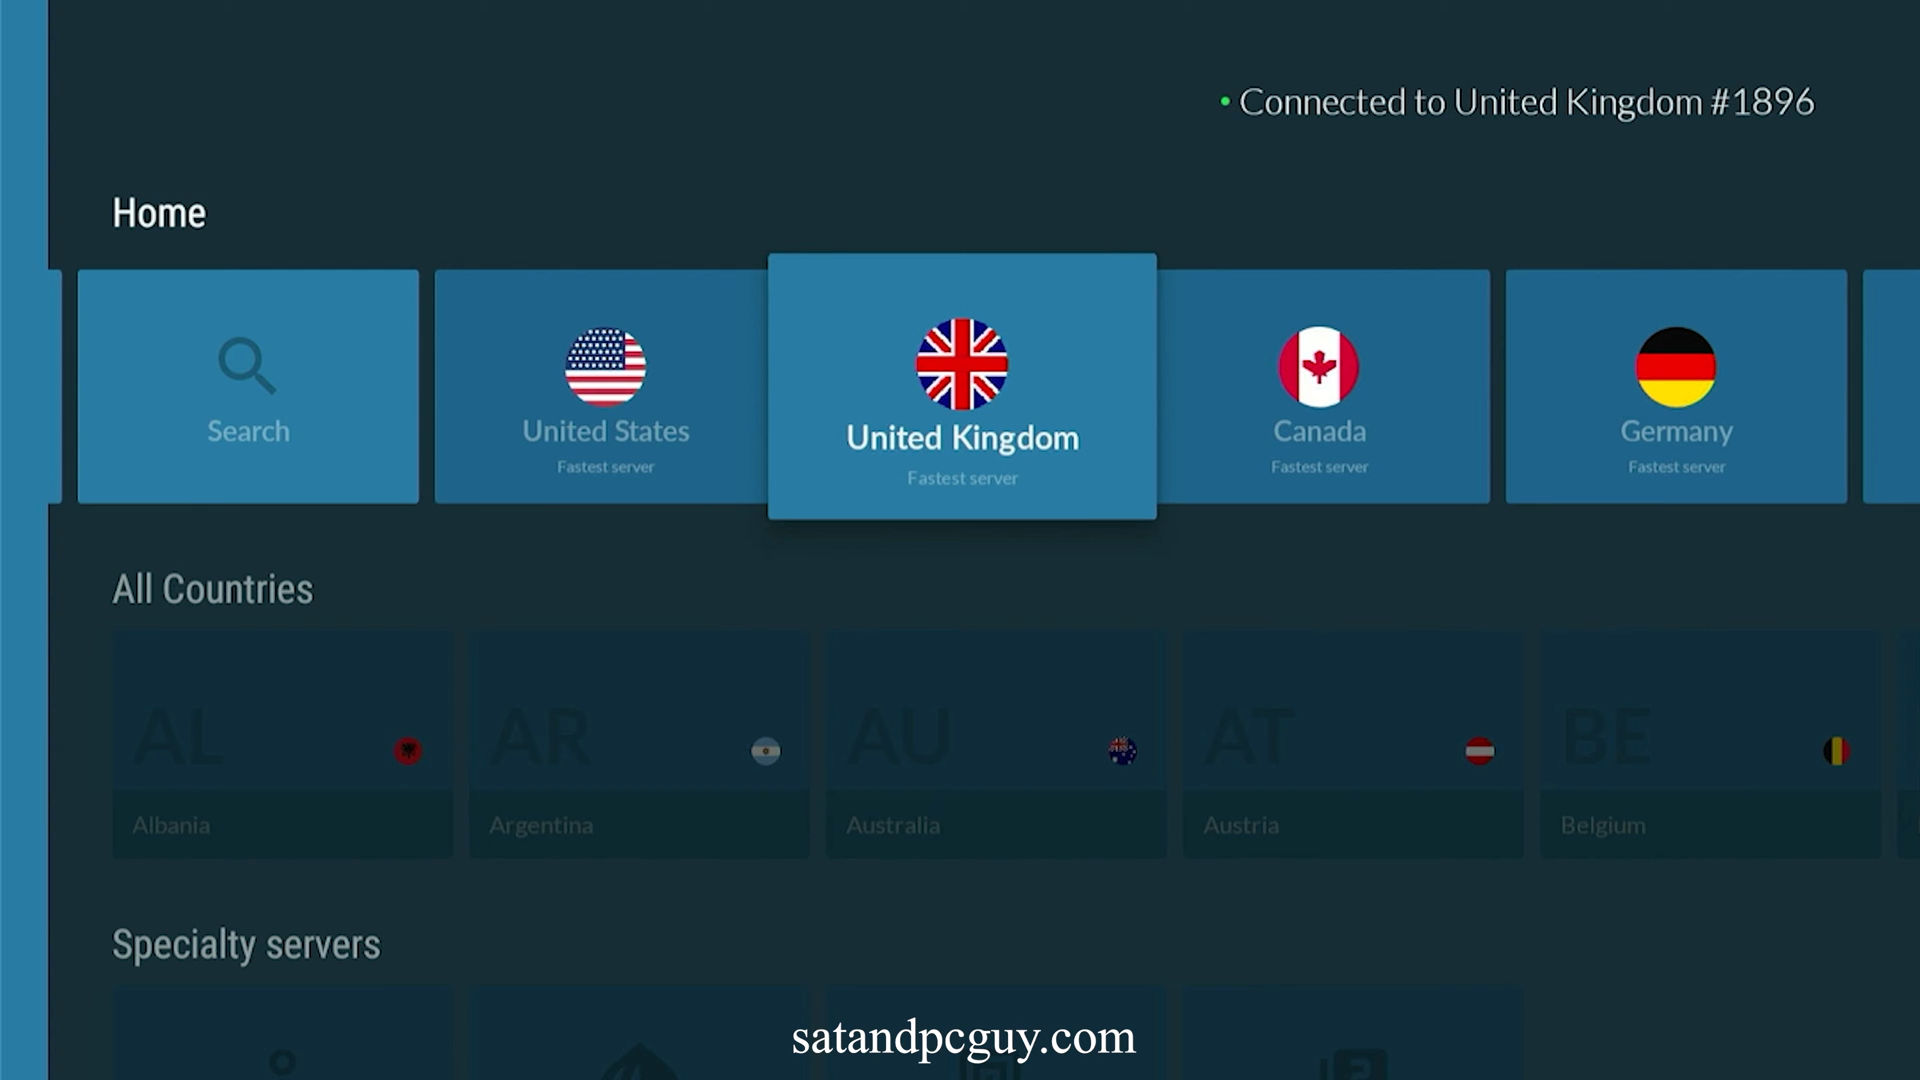 Connected to United Kingdom #1896
Home
Search
United States
Fastest server
United Kingdom
Fastest server
Canada
Fastest server
Germany
Fastest server
All Countries
AL
Albania
AR
Argentina
AU
Australia
AT
Austria
BE
Belgium
Specialty servers
satandpcguy.com